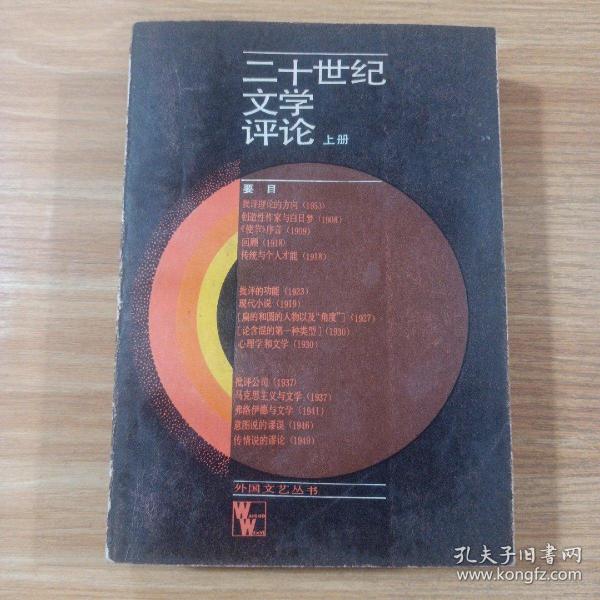 二十世纪
文学
评论 上册
要 目
批评理论的方向（1953）
创造性作家与白日梦（1908）
《使节》序言（1909）
回顾（1918）
传统与个人才能（1918）
批评的功能（1923）
现代小说（1919）
[扁的和圆的人物以及“角度”]（1927）
[论含混的第一种类型]（1930）
心理学和文学（1930）
批评公司（1937）
马克思主义与文学（1937）
弗洛伊德与文学（1941）
意图说的谬误（1946）
传情说的谬论（1949）
外国文艺丛书
WAIGUO
WENYI
孔夫子旧书网
www.kongfz.com